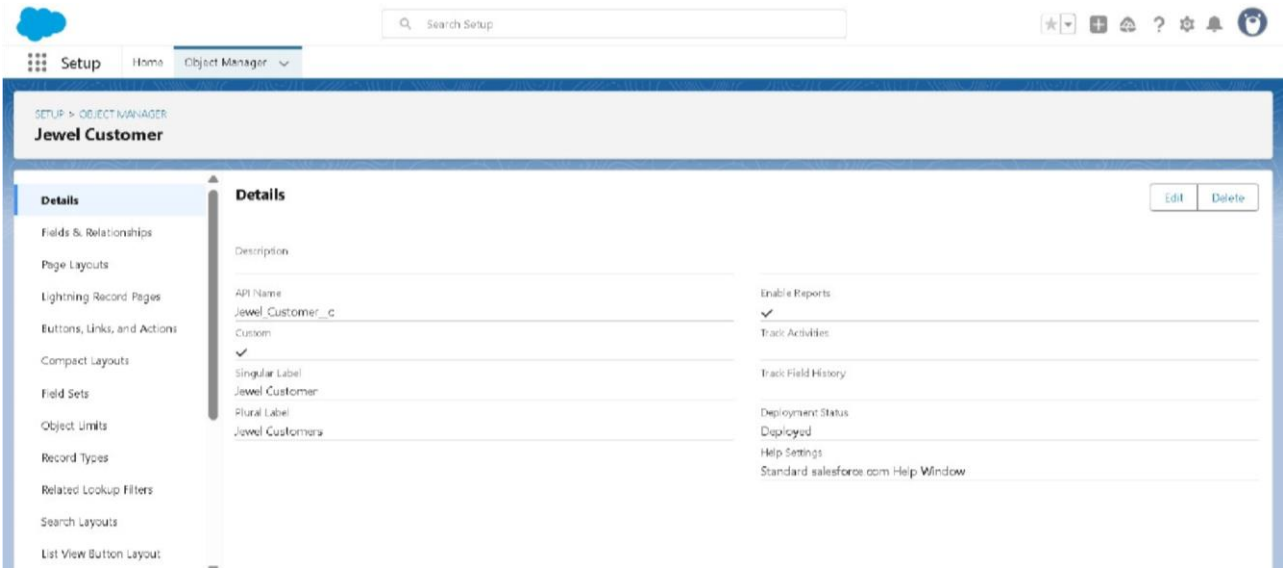 Search Setup
Setup Home Object Manager
SETUP > OBJECT MANAGER
Jewel Customer
Details
Fields & Relationships
Page Layouts
Lightning Record Pages
Buttons, Links, and Actions
Compact Layouts
Field Sets
Object Limits
Record Types
Related Lookup Filters
Search Layouts
List View Button Layout
Details
Edit Delete
Description
API Name
Jewel_Customer__c
Custom
Singular Label
Jewel Customer
Plural Label
Jewel Customers
Enable Reports
Track Activities
Track Field History
Deployment Status
Deployed
Help Settings
Standard salesforce.com Help Window